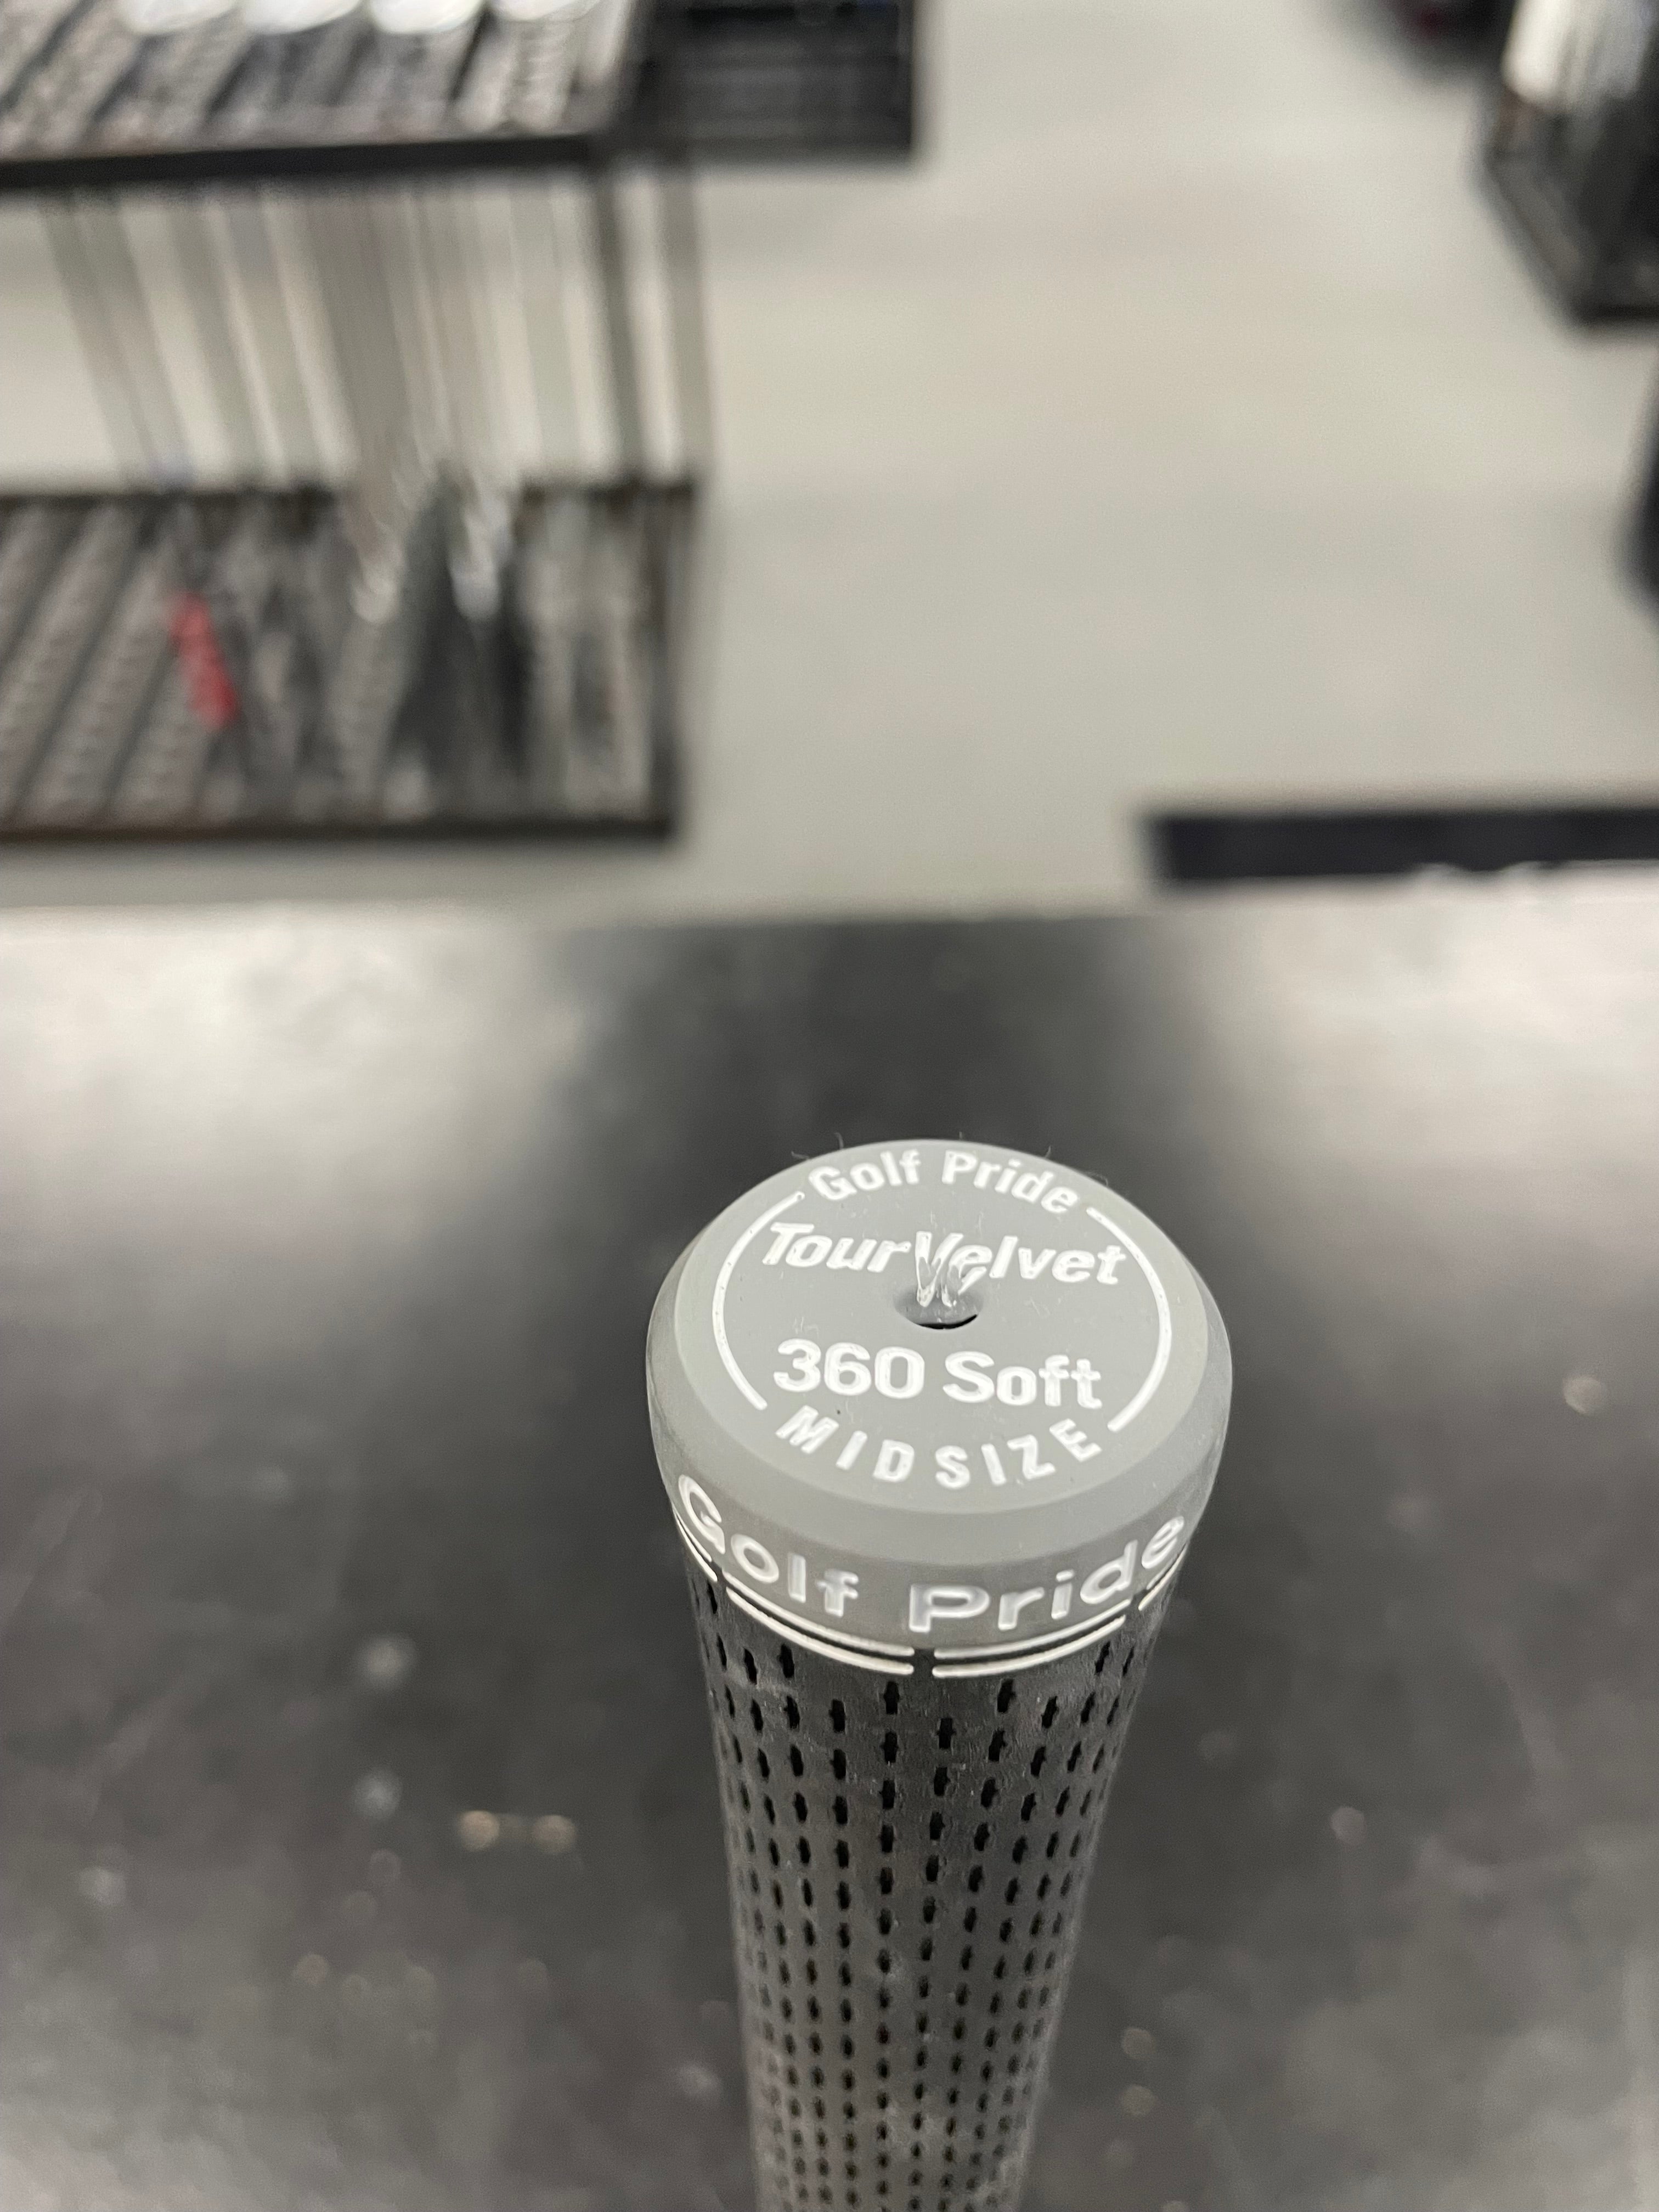 Golf Pride
TourVelvet
360 Soft
MIDSIZE
Golf Pride